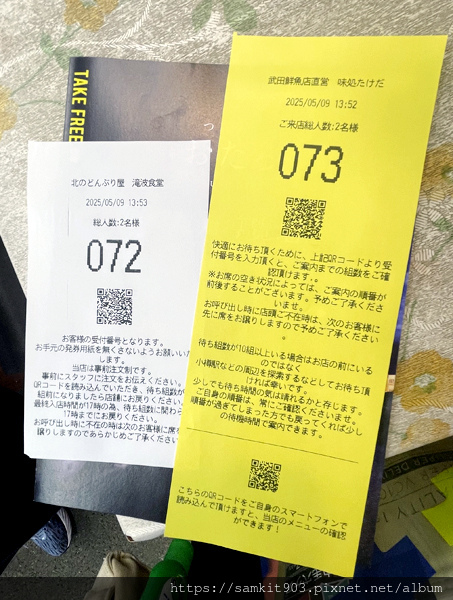 TAKE FREE
北のどんぶり屋 滝波食堂
2025/05/09 13:53
総人数:2名様
072
お客様の受付番号となります。
お手元の発券用紙を無くさないようお願いいた
します。
当店は事前注文制です。
事前にスタッフに注文をお伝えください。
QRコードを読み込んでいただき、待ち組数が
組前になりましたら店舗にお戻りください。
最終入店時間が17時の為、待ち組数に関わ
17時までにお戻りください。
お呼び出し時に不在の時は次のお客様に席を
譲りしますのであらかじめご了承ください
武田鮮魚店直営 味処たけだ
2025/05/09 13:52
ご来店総人数:2名様
073
快適にお待ち頂くために、上記QRコードより受
付番号を入力頂くと、ご案内までの組数をご確
認頂けます。
※お席の空き状況によっては、ご案内の順番が
前後することがございます。予めご了承くださ
いませ。
お呼び出し時に店頭にご不在時は、次のお客様に
先に席をお譲りしますので予めご了承ください
。
待ち組数が10組以上いる場合はお店の前にいる
のではなく
小樽駅などの周辺を探索するなどしてお待ち頂
ければ幸いです。
少しでも待ち時間の気は晴れるかと存じます。
ご自身の順番は、常にご確認くださいませ。
順番が過ぎてしまった方でも戻ってくれば少し
の待機時間で案内できます。
こちらのQRコードをご自身のスマートフォンで
読み込んで頂けますと、当店のメニューの確認
ができます!
https://samkit903.pixnet.net/album